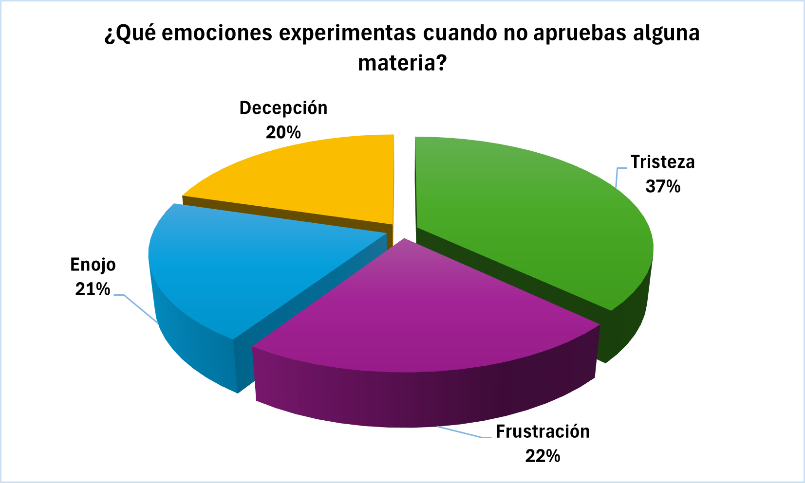 ¿Qué emociones experimentas cuando no apruebas alguna
materia?
Decepción
20%
Tristeza
37%
Enojo
21%
Frustración
22%